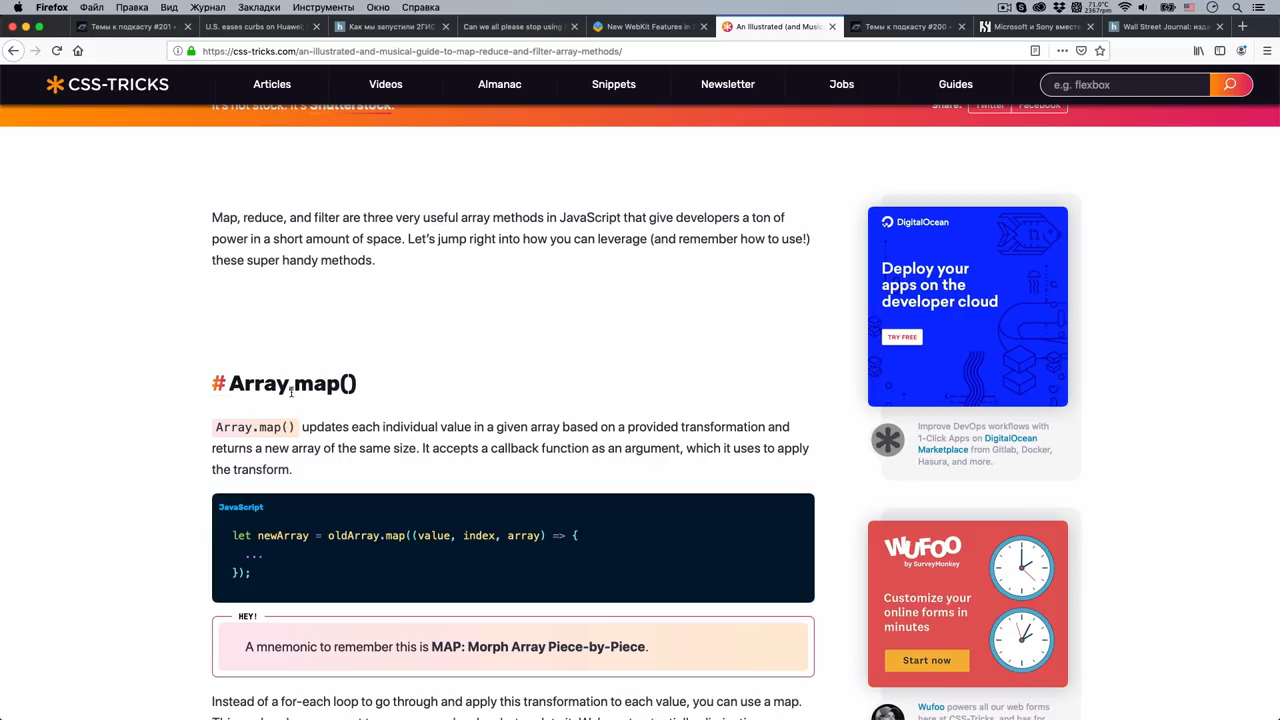 Firefox Файл Правка Вид Журнал Закладки Инструменты Окно Справка
71.0°C
2367rpm
Темы к подкасту #201 •
U.S. eases curbs on Huawei;
Как мы запустили 2ГИС
Can we all please stop using
New WebKit Features in
An Illustrated (and Music
Темы к подкасту #200 •
Microsoft и Sony вместе
Wall Street Journal: изда
https://css-tricks.com/an-illustrated-and-musical-guide-to-map-reduce-and-filter-array-methods/
CSS-TRICKS
Articles Videos Almanac Snippets Newsletter Jobs Guides
e.g. flexbox
It's not stock. It's Shutterstock.
Share: Twitter Facebook
Map, reduce, and filter are three very useful array methods in JavaScript that give developers a ton of
power in a short amount of space. Let's jump right into how you can leverage (and remember how to use!)
these super handy methods.
# Array.map()
Array.map() updates each individual value in a given array based on a provided transformation and
returns a new array of the same size. It accepts a callback function as an argument, which it uses to apply
the transform.
JavaScript
let newArray = oldArray.map((value, index, array) => {
...
});
HEY!
A mnemonic to remember this is MAP: Morph Array Piece-by-Piece.
Instead of a for-each loop to go through and apply this transformation to each value, you can use a map.
DigitalOcean
Deploy your
apps on the
developer cloud
TRY FREE
Improve DevOps workflows with
1-Click Apps on DigitalOcean
Marketplace from Gitlab, Docker,
Hasura, and more.
WUFOO
by SurveyMonkey
Customize your
online forms in
minutes
Start now
Wufoo powers all our web forms
here at CSS-Tricks, and has for